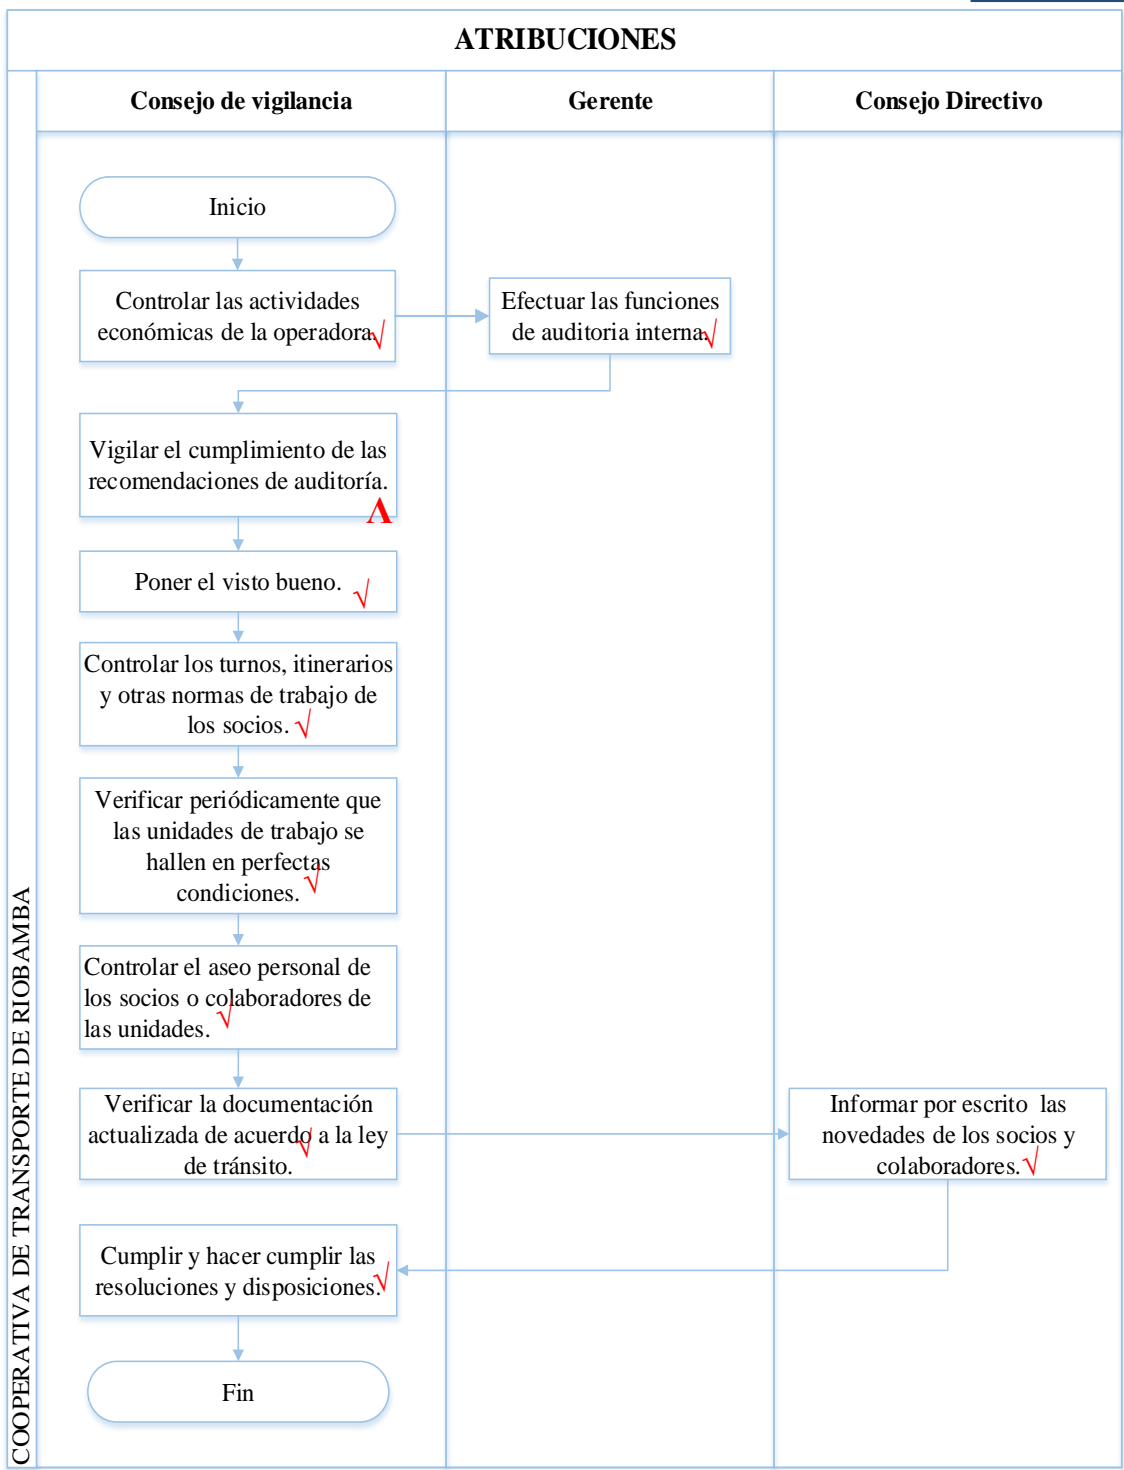 ATRIBUCIONES
Consejo de vigilancia
Gerente
Consejo Directivo
COOPERATIVA DE TRANSPORTE DE RIOBAMBA
Inicio
Controlar las actividades
económicas de la operadora.√
Efectuar las funciones
de auditoria interna.√
Vigilar el cumplimiento de las
recomendaciones de auditoría.
Λ
Poner el visto bueno. √
Controlar los turnos, itinerarios
y otras normas de trabajo de
los socios. √
Verificar periódicamente que
las unidades de trabajo se
hallen en perfectas
condiciones. √
Controlar el aseo personal de
los socios o colaboradores de
las unidades. √
Verificar la documentación
actualizada de acuerdo a la ley
de tránsito. √
Informar por escrito las
novedades de los socios y
colaboradores. √
Cumplir y hacer cumplir las
resoluciones y disposiciones.√
Fin